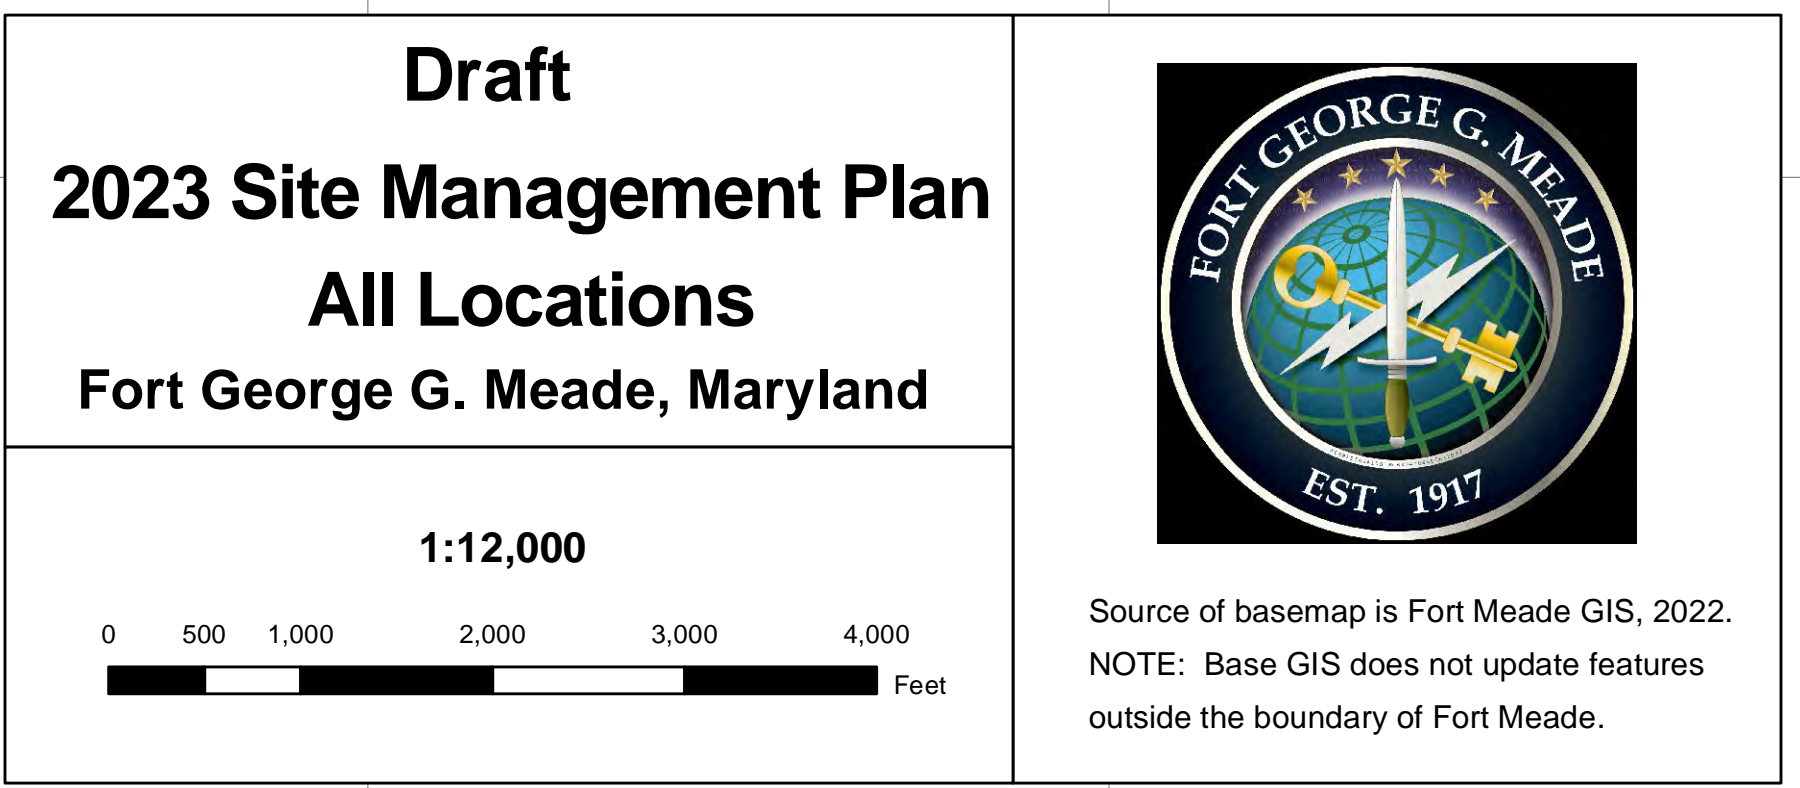 Draft
2023 Site Management Plan
All Locations
Fort George G. Meade, Maryland
1:12,000
0 500 1,000 2,000 3,000 4,000
Feet
FORT GEORGE G. MEADE
EST. 1917
Source of basemap is Fort Meade GIS, 2022.
NOTE: Base GIS does not update features
outside the boundary of Fort Meade.